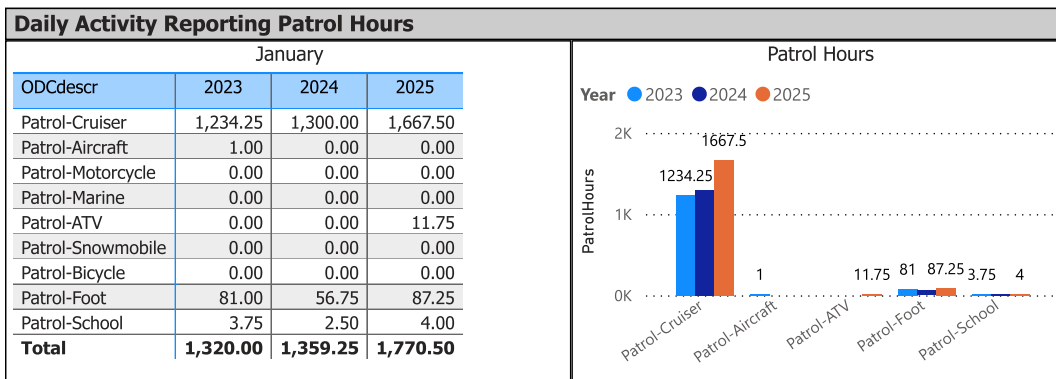 Daily Activity Reporting Patrol Hours
January
ODCdescr 2023 2024 2025
Patrol-Cruiser 1,234.25 1,300.00 1,667.50
Patrol-Aircraft 1.00 0.00 0.00
Patrol-Motorcycle 0.00 0.00 0.00
Patrol-Marine 0.00 0.00 0.00
Patrol-ATV 0.00 0.00 11.75
Patrol-Snowmobile 0.00 0.00 0.00
Patrol-Bicycle 0.00 0.00 0.00
Patrol-Foot 81.00 56.75 87.25
Patrol-School 3.75 2.50 4.00
Total 1,320.00 1,359.25 1,770.50
Patrol Hours
Year 2023 2024 2025
PatrolHours
2K
1K
0K
1667.5
1234.25
1
11.75
81
87.25
3.75
4
Patrol-Cruiser
Patrol-Aircraft
Patrol-ATV
Patrol-Foot
Patrol-School